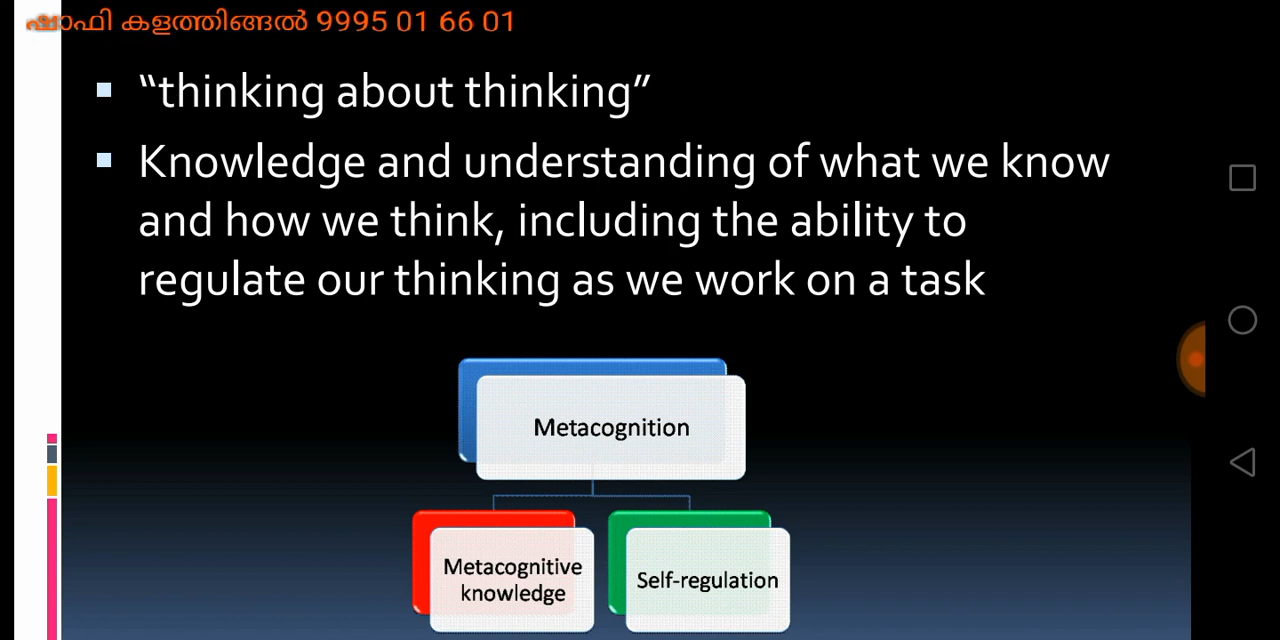 ഷാഫി കളത്തിങ്ങൽ 9995 01 66 01
“thinking about thinking”
Knowledge and understanding of what we know
and how we think, including the ability to
regulate our thinking as we work on a task
Metacognition
Metacognitive
knowledge
Self-regulation